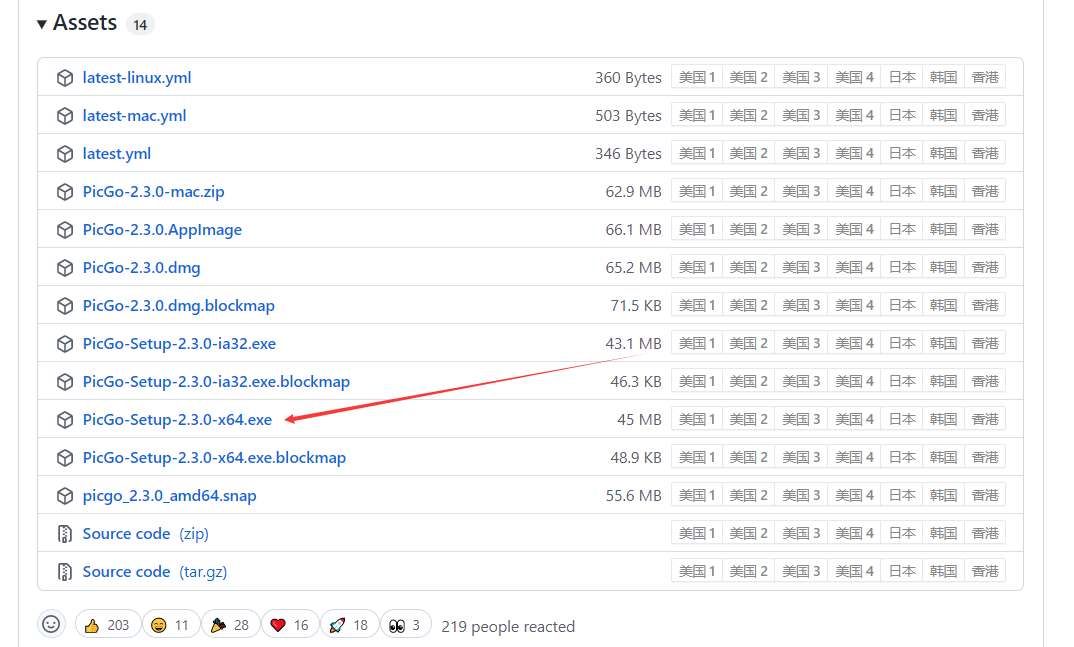 Assets 14
latest-linux.yml 360 Bytes 美国 1 美国 2 美国 3 美国 4 日本 韩国 香港
latest-mac.yml 503 Bytes 美国 1 美国 2 美国 3 美国 4 日本 韩国 香港
latest.yml 346 Bytes 美国 1 美国 2 美国 3 美国 4 日本 韩国 香港
PicGo-2.3.0-mac.zip 62.9 MB 美国 1 美国 2 美国 3 美国 4 日本 韩国 香港
PicGo-2.3.0.AppImage 66.1 MB 美国 1 美国 2 美国 3 美国 4 日本 韩国 香港
PicGo-2.3.0.dmg 65.2 MB 美国 1 美国 2 美国 3 美国 4 日本 韩国 香港
PicGo-2.3.0.dmg.blockmap 71.5 KB 美国 1 美国 2 美国 3 美国 4 日本 韩国 香港
PicGo-Setup-2.3.0-ia32.exe 43.1 MB 美国 1 美国 2 美国 3 美国 4 日本 韩国 香港
PicGo-Setup-2.3.0-ia32.exe.blockmap 46.3 KB 美国 1 美国 2 美国 3 美国 4 日本 韩国 香港
PicGo-Setup-2.3.0-x64.exe 45 MB 美国 1 美国 2 美国 3 美国 4 日本 韩国 香港
PicGo-Setup-2.3.0-x64.exe.blockmap 48.9 KB 美国 1 美国 2 美国 3 美国 4 日本 韩国 香港
picgo_2.3.0_amd64.snap 55.6 MB 美国 1 美国 2 美国 3 美国 4 日本 韩国 香港
Source code (zip) 美国 1 美国 2 美国 3 美国 4 日本 韩国 香港
Source code (tar.gz) 美国 1 美国 2 美国 3 美国 4 日本 韩国 香港
203 11 28 16 18 3 219 people reacted